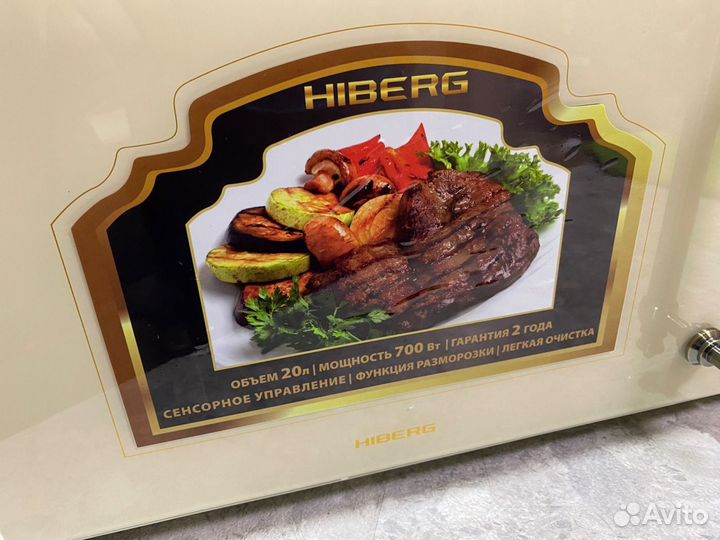 HIBERG
ОБЪЕМ 20л | МОЩНОСТЬ 700 Вт | ГАРАНТИЯ 2 ГОДА
СЕНСОРНОЕ УПРАВЛЕНИЕ | ФУНКЦИЯ РАЗМОРОЗКИ | ЛЕГКАЯ ОЧИСТКА
HIBERG
Avito